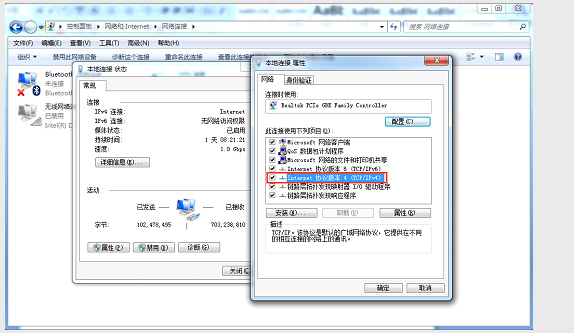 AaBt
控制面板 ▸ 网络和 Internet ▸ 网络连接 ▸
搜索 网络连接
文件(F) 编辑(E) 查看(V) 工具(T) 高级(N) 帮助(H)
组织 ▾ 禁用此网络设备 诊断这个连接 重命名此连接 查看此连接
Bluetooth
未连接
Bluetooth
无线网络连
已禁用
Intel(R)
本地连接 状态
常规
连接
IPv4 连接: Internet
IPv6 连接: 无网络访问权限
媒体状态: 已启用
持续时间: 1 天 08:21:21
速度: 1.0 Gbps
详细信息(E)...
活动
已发送 — — 已接收
字节: 102,478,495 | 703,238,810
属性(P) 禁用(D) 诊断(G)
关闭(C)
本地连接 属性
网络 身份验证
连接时使用:
Realtek PCIe GBE Family Controller
配置(C)...
此连接使用下列项目(O):
Microsoft 网络客户端
QoS 数据包计划程序
Microsoft 网络的文件和打印机共享
Internet 协议版本 6 (TCP/IPv6)
Internet 协议版本 4 (TCP/IPv4)
链路层拓扑发现映射器 I/O 驱动程序
链路层拓扑发现响应程序
安装(N)... 卸载(U) 属性(R)
描述
TCP/IP。该协议是默认的广域网络协议，它提供在不同
的相互连接的网络上的通讯。
确定 取消